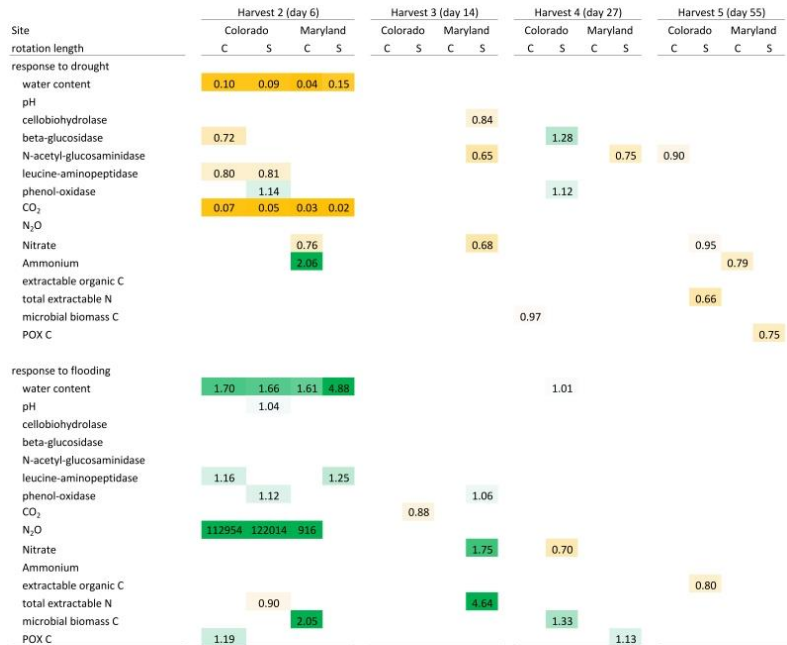 Harvest 2 (day 6) Harvest 3 (day 14) Harvest 4 (day 27) Harvest 5 (day 55)
Site Colorado Maryland Colorado Maryland Colorado Maryland Colorado Maryland
rotation length C S C S C S C S C S C S C S C S
response to drought
water content 0.10 0.09 0.04 0.15
pH
cellobiohydrolase 0.84
beta-glucosidase 0.72 1.28
N-acetyl-glucosaminidase 0.65 0.75 0.90
leucine-aminopeptidase 0.80 0.81
phenol-oxidase 1.14 1.12
CO₂ 0.07 0.05 0.03 0.02
N₂O
Nitrate 0.76 0.68 0.95
Ammonium 2.06 0.79
extractable organic C
total extractable N 0.66
microbial biomass C 0.97
POX C 0.75
response to flooding
water content 1.70 1.66 1.61 4.88 1.01
pH 1.04
cellobiohydrolase
beta-glucosidase
N-acetyl-glucosaminidase
leucine-aminopeptidase 1.16 1.25
phenol-oxidase 1.12 1.06
CO₂ 0.88
N₂O 112954 122014 916
Nitrate 1.75 0.70
Ammonium
extractable organic C 0.80
total extractable N 0.90 4.64
microbial biomass C 2.05 1.33
POX C 1.19 1.13